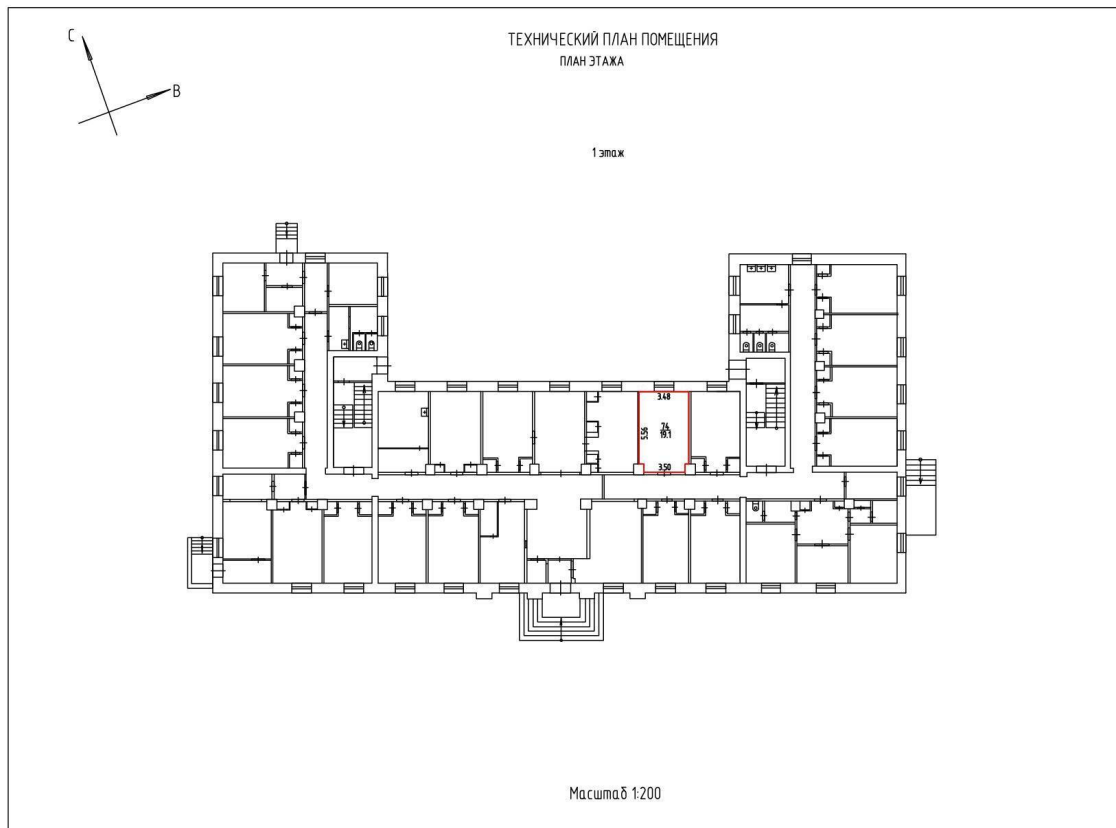 С
В
ТЕХНИЧЕСКИЙ ПЛАН ПОМЕЩЕНИЯ
ПЛАН ЭТАЖА
1 этаж
3.48
5.56
74
19.1
3.50
Масштаб 1:200